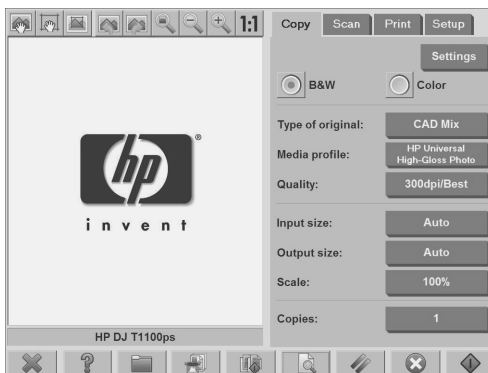 1:1
Copy Scan Print Setup
Settings
B&W Color
Type of original: CAD Mix
Media profile: HP Universal
High-Gloss Photo
Quality: 300dpi/Best
Input size: Auto
Output size: Auto
Scale: 100%
Copies: 1
hp
®
invent
HP DJ T1100ps
?